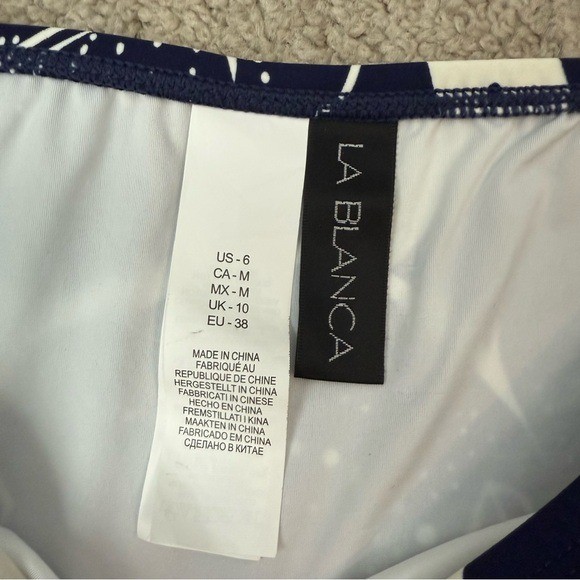 US - 6
CA - M
MX - M
UK - 10
EU - 38
MADE IN CHINA
FABRIQUÉ AU
REPUBLIQUE DE CHINE
HERGESTELLT IN CHINA
FABBRICATI IN CINESE
HECHO EN CHINA
FREMSTILLATI I KINA
MAAKTEN IN CHINA
FABRICADO EM CHINA
СДЕЛАНО В КИТАЕ
LA BLANCA